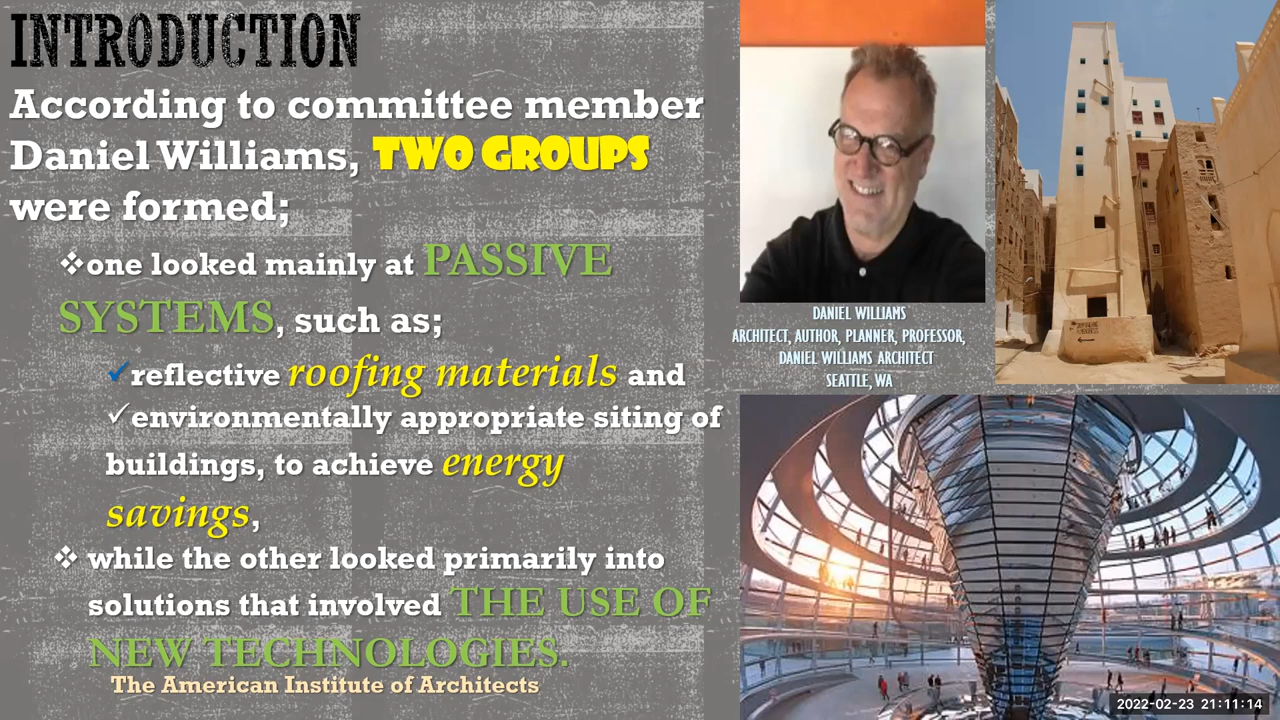 INTRODUCTION
According to committee member
Daniel Williams, TWO GROUPS
were formed;
❖one looked mainly at PASSIVE
SYSTEMS, such as;
✓reflective roofing materials and
✓environmentally appropriate siting of
buildings, to achieve energy
savings,
❖ while the other looked primarily into
solutions that involved THE USE OF
NEW TECHNOLOGIES.
The American Institute of Architects
DANIEL WILLIAMS
ARCHITECT, AUTHOR, PLANNER, PROFESSOR,
DANIEL WILLIAMS ARCHITECT
SEATTLE, WA
2022-02-23 21:11:14